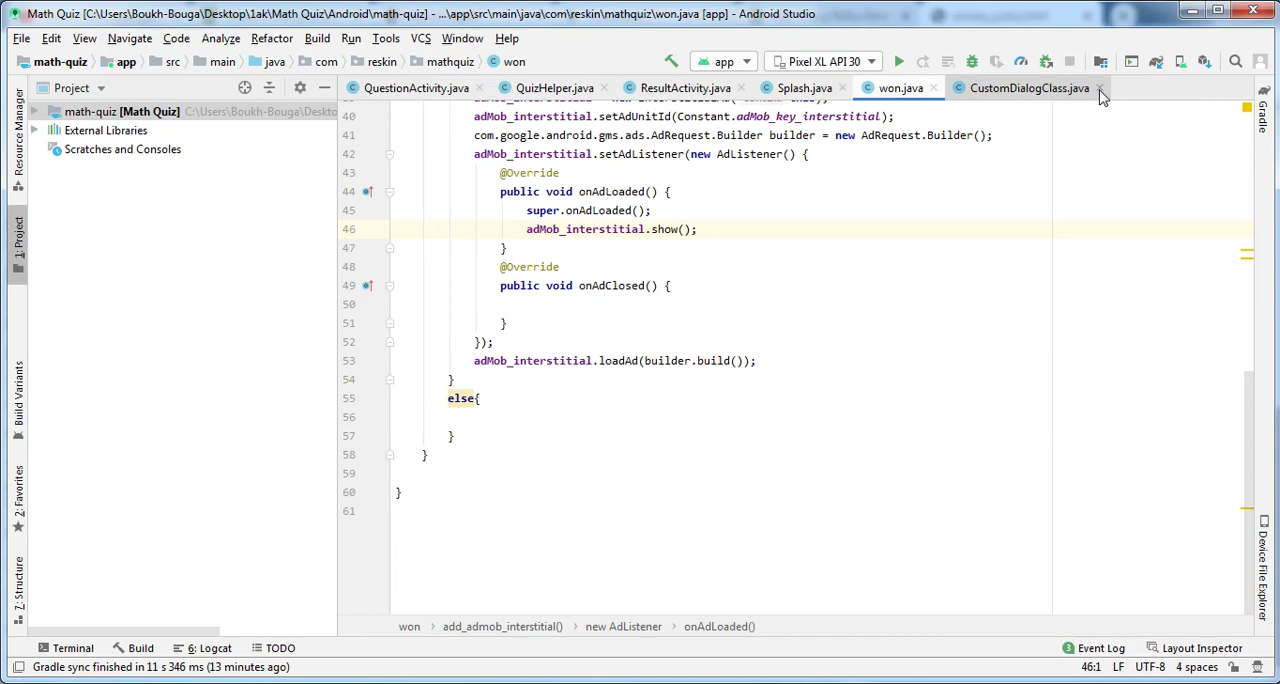 Math Quiz [C:\Users\Boukh-Bouga\Desktop\1ak\Math Quiz\Android\math-quiz] - ...\app\src\main\java\com\reskin\mathquiz\won.java [app] - Android Studio
File Edit View Navigate Code Analyze Refactor Build Run Tools VCS Window Help
math-quiz app src main java com reskin mathquiz won app Pixel XL API 30
Project QuestionActivity.java QuizHelper.java ResultActivity.java Splash.java won.java CustomDialogClass.java
math-quiz [Math Quiz] C:\Users\Boukh-Bouga\Deskto
External Libraries
Scratches and Consoles
40 adMob_interstitial.setAdUnitId(Constant.adMob_key_interstitial);
41 com.google.android.gms.ads.AdRequest.Builder builder = new AdRequest.Builder();
42 adMob_interstitial.setAdListener(new AdListener() {
43 @Override
44 public void onAdLoaded() {
45 super.onAdLoaded();
46 adMob_interstitial.show();
47 }
48 @Override
49 public void onAdClosed() {
50
51 }
52 });
53 adMob_interstitial.loadAd(builder.build());
54 }
55 else{
56
57 }
58 }
59
60 }
61
won add_admob_interstitial() new AdListener onAdLoaded()
Resource Manager
1: Project
Build Variants
2: Favorites
7: Structure
Gradle
Device File Explorer
Terminal Build 6: Logcat TODO 3 Event Log Layout Inspector
Gradle sync finished in 11 s 346 ms (13 minutes ago) 46:1 LF UTF-8 4 spaces